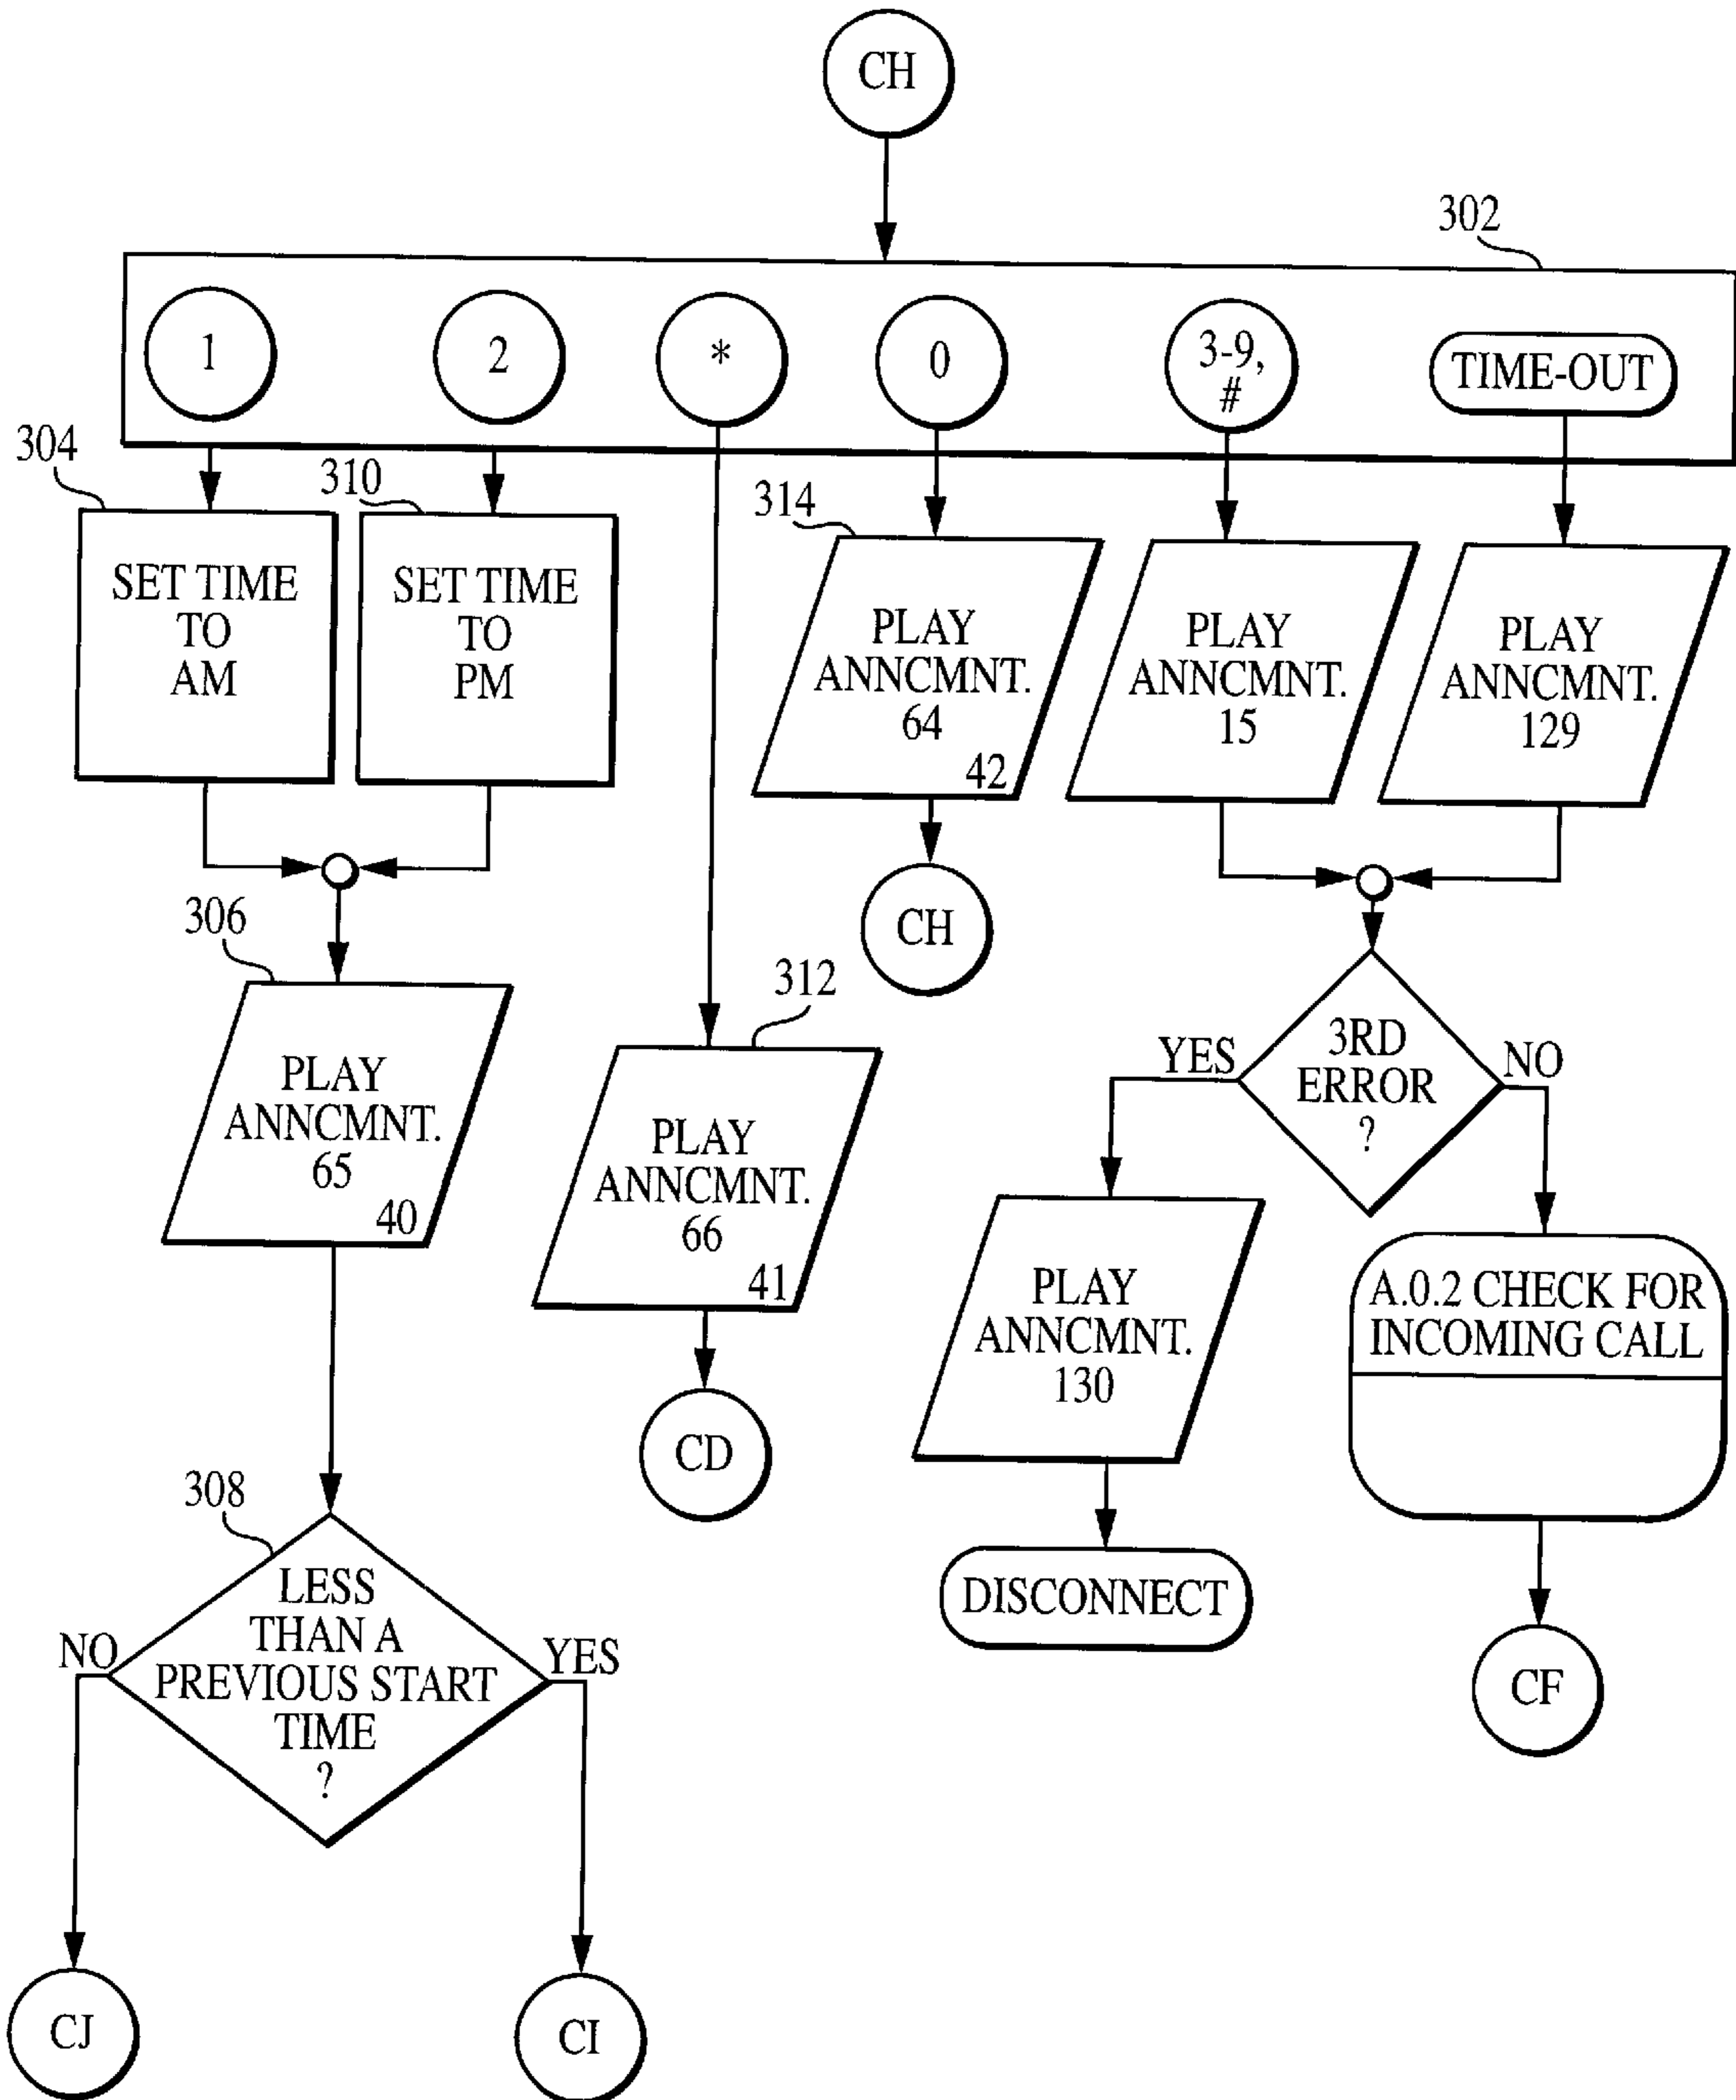 CH
302
1
2
*
0
3-9,
#
TIME-OUT
304
310
314
SET TIME
TO
AM
SET TIME
TO
PM
PLAY
ANNCMNT.
64
42
PLAY
ANNCMNT.
15
PLAY
ANNCMNT.
129
CH
306
312
PLAY
ANNCMNT.
65
40
PLAY
ANNCMNT.
66
41
YES
3RD
ERROR
?
NO
PLAY
ANNCMNT.
130
A.0.2 CHECK FOR
INCOMING CALL
CD
308
LESS
THAN A
PREVIOUS START
TIME
?
NO
YES
DISCONNECT
CF
CJ
CI